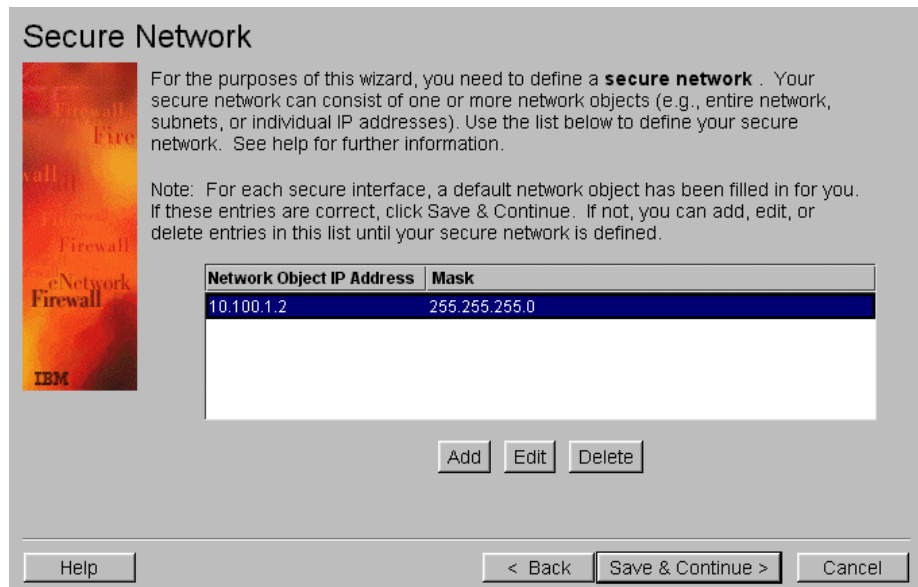 Secure Network
For the purposes of this wizard, you need to define a secure network . Your
secure network can consist of one or more network objects (e.g., entire network,
subnets, or individual IP addresses). Use the list below to define your secure
network. See help for further information.
Note: For each secure interface, a default network object has been filled in for you.
If these entries are correct, click Save & Continue. If not, you can add, edit, or
delete entries in this list until your secure network is defined.
Firewall
Fire
wall
Firewall
Firewall
eNetwork
Firewall
IBM
Network Object IP Address Mask
10.100.1.2 255.255.255.0
Add Edit Delete
Help < Back Save & Continue > Cancel